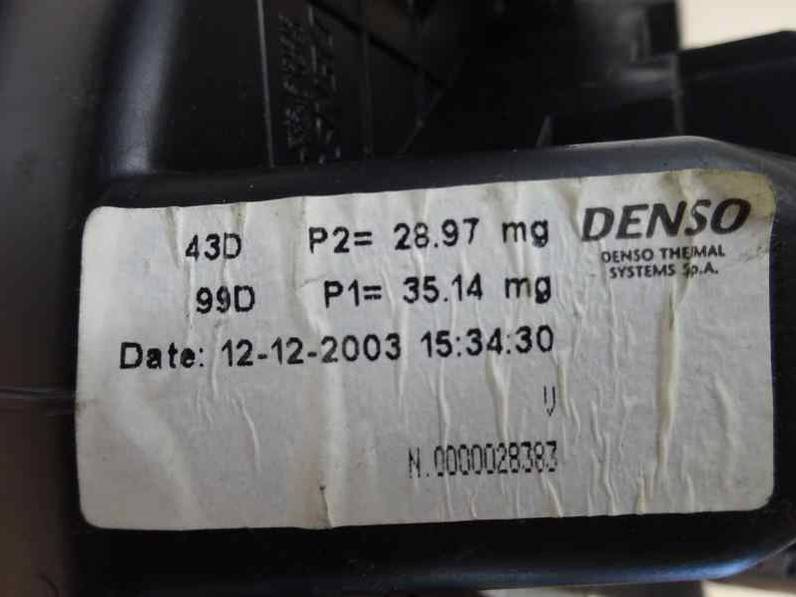 43D P2= 28.97 mg
99D P1= 35.14 mg
Date: 12-12-2003 15:34:30
DENSO
DENSO THERMAL
SYSTEMS S.p.A.
V
N.0000028383